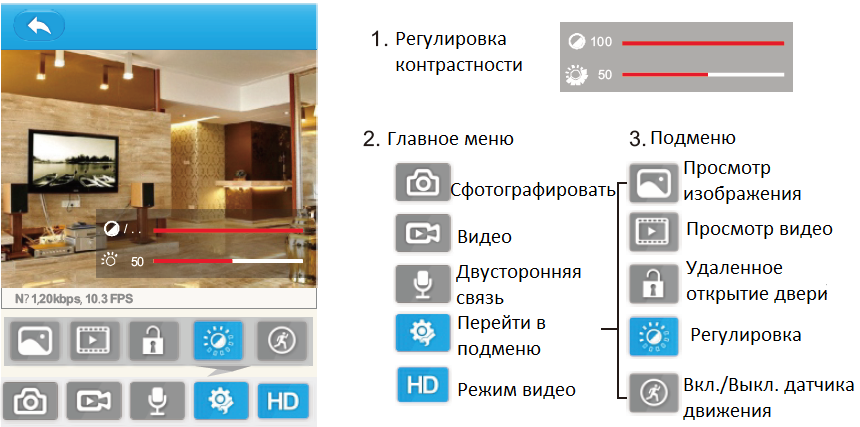 / . .
50
N? 1,20kbps, 10.3 FPS
HD
1. Регулировка
контрастности
100
50
2. Главное меню
Сфотографировать
Видео
Двусторонняя
связь
Перейти в
подменю
HD
Режим видео
3. Подменю
Просмотр
изображения
Просмотр видео
Удаленное
открытие двери
Регулировка
Вкл./Выкл. датчика
движения